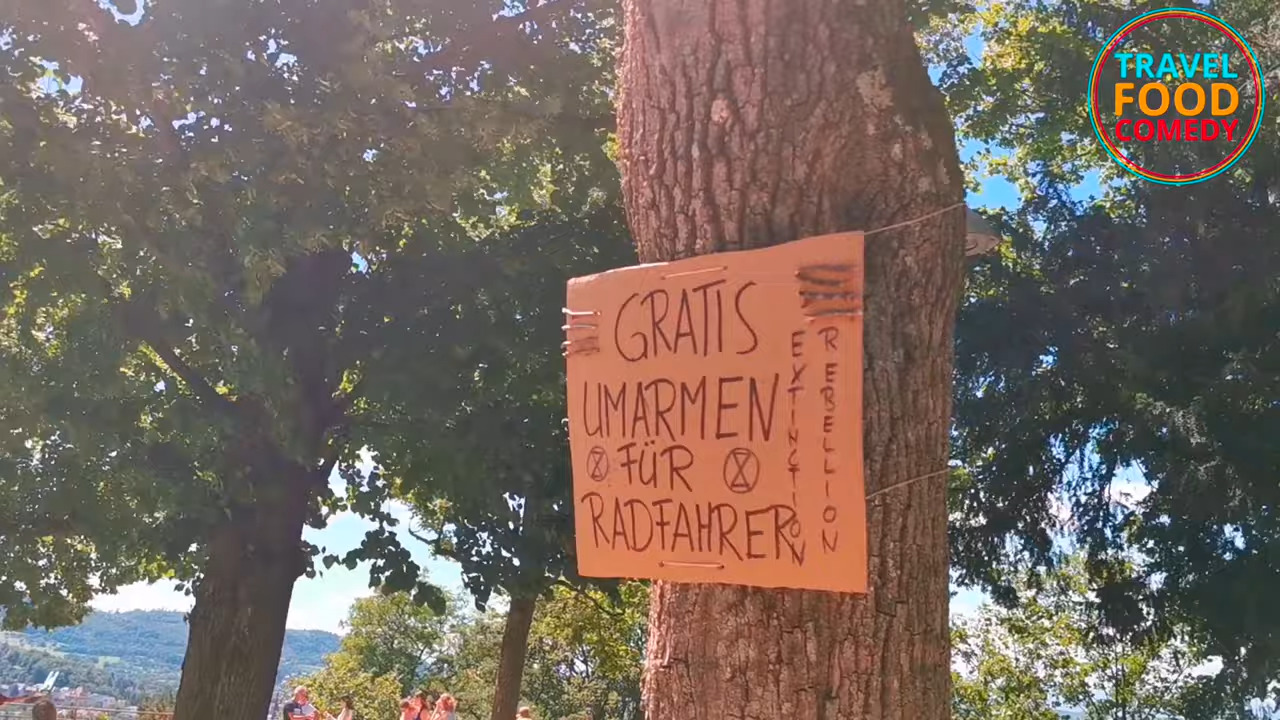 TRAVEL
FOOD
COMEDY
GRATIS
UMARMEN
FÜR
RADFAHRER
EXTINCTION
REBELLION